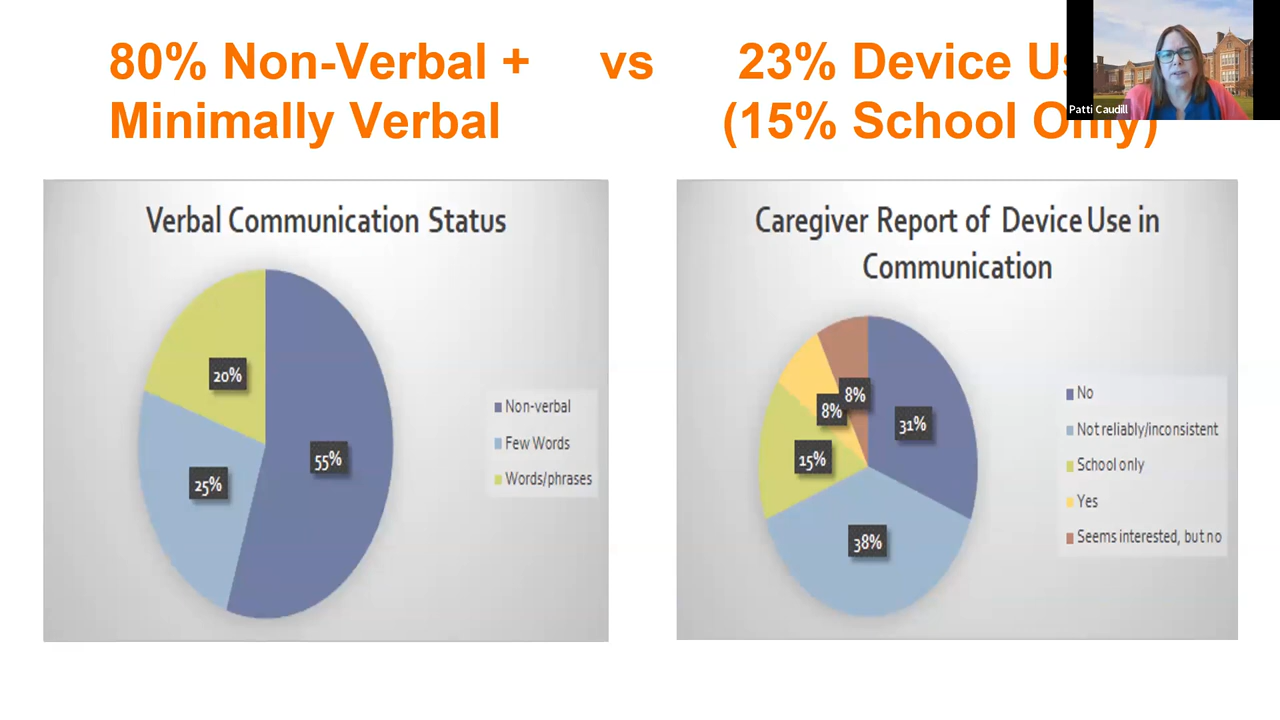 80% Non-Verbal + vs 23% Device
Minimally Verbal (15% School Only)
Patti Caudill
Verbal Communication Status
20%
55%
25%
Non-verbal
Few Words
Words/phrases
Caregiver Report of Device Use in
Communication
8%
8%
31%
15%
38%
No
Not reliably/inconsistent
School only
Yes
Seems interested, but no